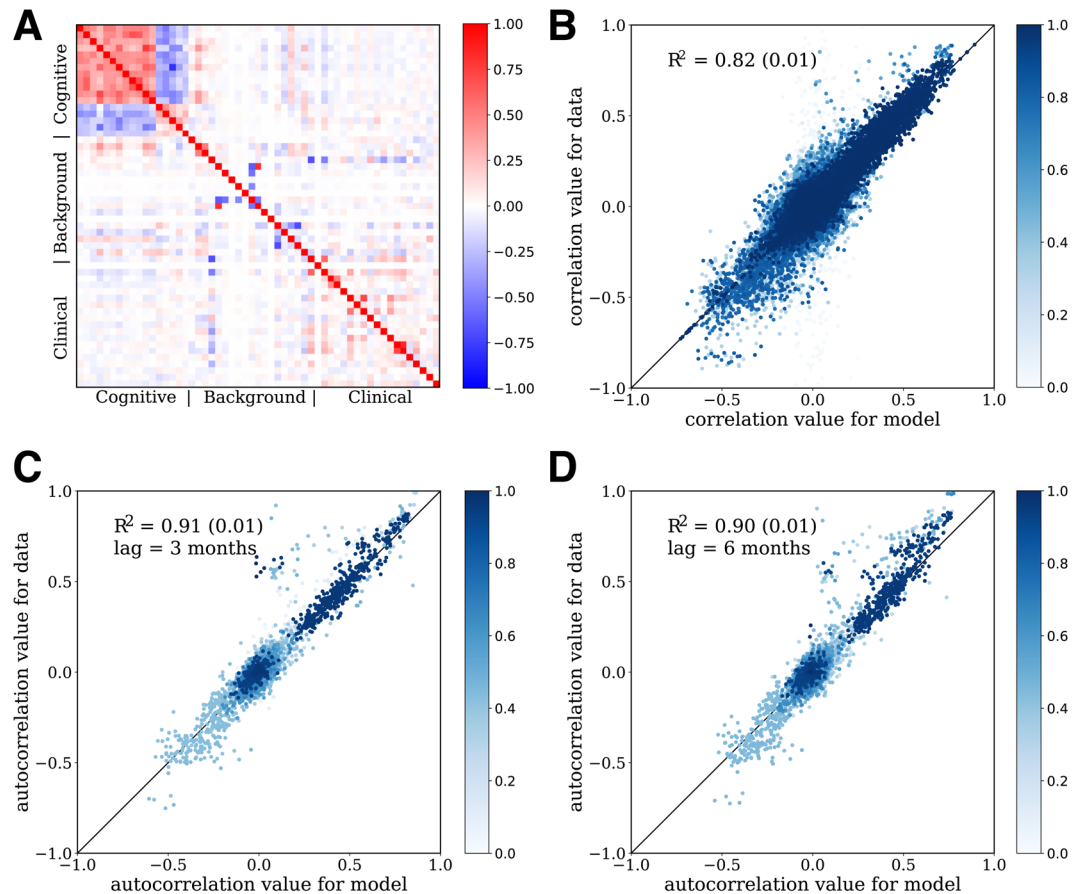 A
Cognitive
| Background |
Clinical
Cognitive | Background | Clinical
1.00
0.75
0.50
0.25
0.00
−0.25
−0.50
−0.75
−1.00
B
R² = 0.82 (0.01)
correlation value for data
1.0
0.5
0.0
−0.5
−1.0
−1.0 −0.5 0.0 0.5 1.0
correlation value for model
1.0
0.8
0.6
0.4
0.2
0.0
C
R² = 0.91 (0.01)
lag = 3 months
autocorrelation value for data
1.0
0.5
0.0
−0.5
−1.0
−1.0 −0.5 0.0 0.5 1.0
autocorrelation value for model
1.0
0.8
0.6
0.4
0.2
0.0
D
R² = 0.90 (0.01)
lag = 6 months
autocorrelation value for data
1.0
0.5
0.0
−0.5
−1.0
−1.0 −0.5 0.0 0.5 1.0
autocorrelation value for model
1.0
0.8
0.6
0.4
0.2
0.0